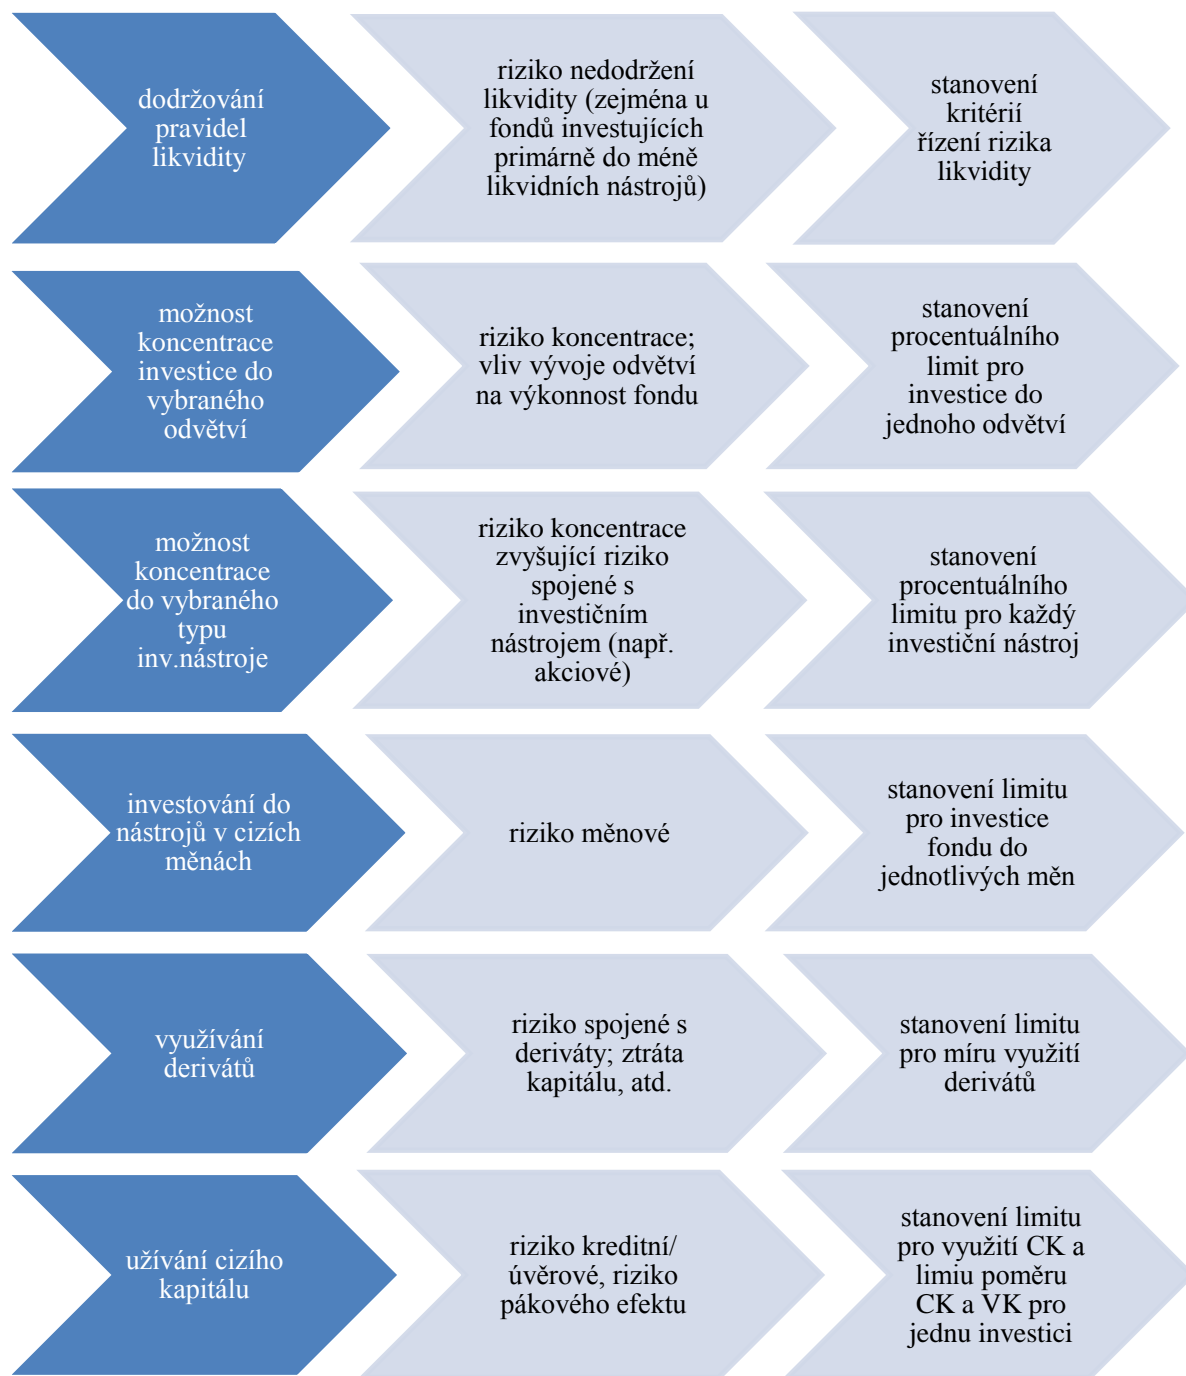 dodržování
pravidel
likvidity
riziko nedodržení
likvidity (zejména u
fondů investujících
primárně do méně
likvidních nástrojů)
stanovení
kritérií
řízení rizika
likvidity
možnost
koncentrace
investice do
vybraného
odvětví
riziko koncentrace;
vliv vývoje odvětví
na výkonnost fondu
stanovení
procentuálního
limit pro
investice do
jednoho odvětví
možnost
koncentrace
do vybraného
typu
inv.nástroje
riziko koncentrace
zvyšující riziko
spojené s
investičním
nástrojem (např.
akciové)
stanovení
procentuálního
limitu pro každý
investiční nástroj
investování do
nástrojů v cizích
měnách
riziko měnové
stanovení limitu
pro investice
fondu do
jednotlivých měn
využívání
derivátů
riziko spojené s
deriváty; ztráta
kapitálu, atd.
stanovení limitu
pro míru využití
derivátů
užívání cizího
kapitálu
riziko kreditní/
úvěrové, riziko
pákového efektu
stanovení limitu
pro využití CK a
limiu poměru
CK a VK pro
jednu investici